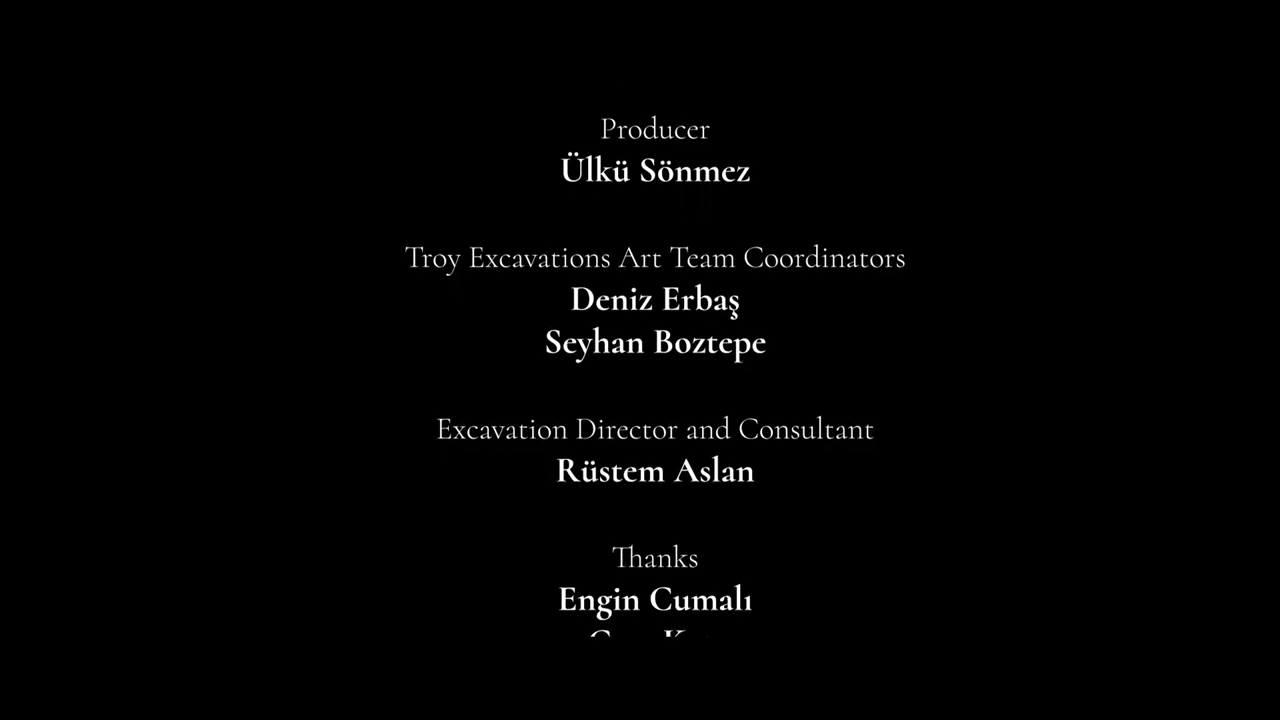 Producer
Ülkü Sönmez
Troy Excavations Art Team Coordinators
Deniz Erbaş
Seyhan Boztepe
Excavation Director and Consultant
Rüstem Aslan
Thanks
Engin Cumalı